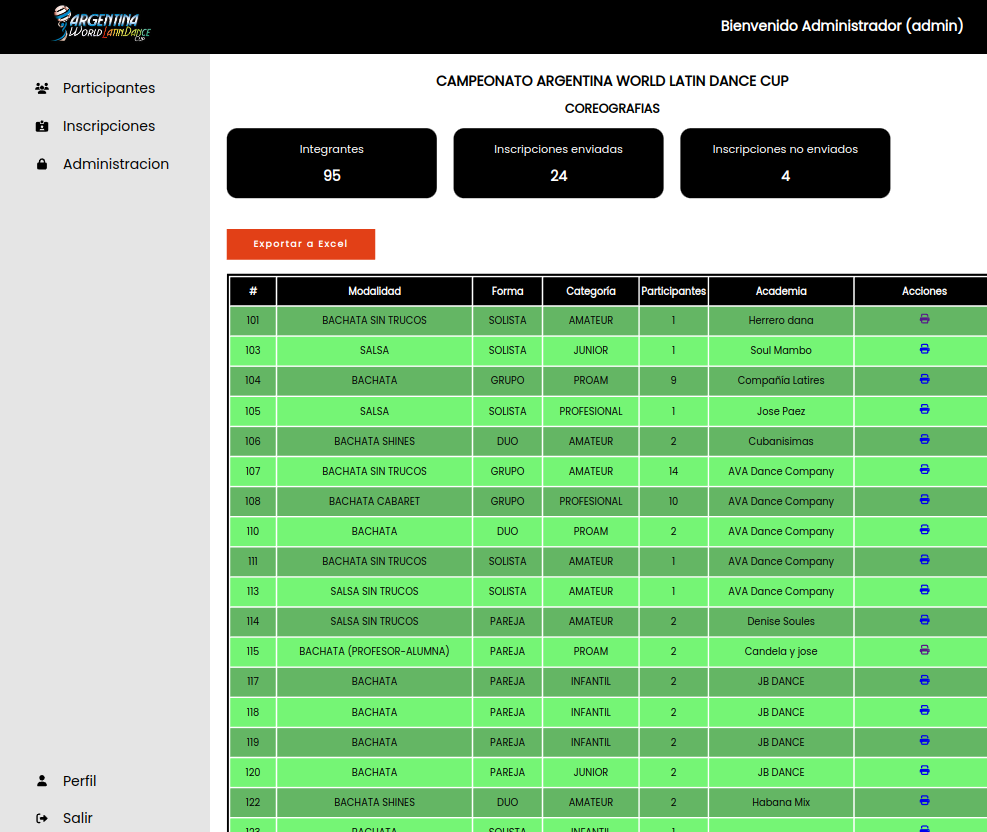 ARGENTINA
WORLD LATINDANCE
CUP
Bienvenido Administrador (admin)
Participantes
Inscripciones
Administracion
Perfil
Salir
CAMPEONATO ARGENTINA WORLD LATIN DANCE CUP
COREOGRAFIAS
Integrantes
95
Inscripciones enviadas
24
Inscripciones no enviados
4
Exportar a Excel
# Modalidad Forma Categoría Participantes Academia Acciones
101 BACHATA SIN TRUCOS SOLISTA AMATEUR 1 Herrero dana
103 SALSA SOLISTA JUNIOR 1 Soul Mambo
104 BACHATA GRUPO PROAM 9 Compañía Latires
105 SALSA SOLISTA PROFESIONAL 1 Jose Paez
106 BACHATA SHINES DUO AMATEUR 2 Cubanisimas
107 BACHATA SIN TRUCOS GRUPO AMATEUR 14 AVA Dance Company
108 BACHATA CABARET GRUPO PROFESIONAL 10 AVA Dance Company
110 BACHATA DUO PROAM 2 AVA Dance Company
111 BACHATA SIN TRUCOS SOLISTA AMATEUR 1 AVA Dance Company
113 SALSA SIN TRUCOS SOLISTA AMATEUR 1 AVA Dance Company
114 SALSA SIN TRUCOS PAREJA AMATEUR 2 Denise Soules
115 BACHATA (PROFESOR-ALUMNA) PAREJA PROAM 2 Candela y jose
117 BACHATA PAREJA INFANTIL 2 JB DANCE
118 BACHATA PAREJA INFANTIL 2 JB DANCE
119 BACHATA PAREJA INFANTIL 2 JB DANCE
120 BACHATA PAREJA JUNIOR 2 JB DANCE
122 BACHATA SHINES DUO AMATEUR 2 Habana Mix
123 BACHATA SOLISTA INFANTIL 1